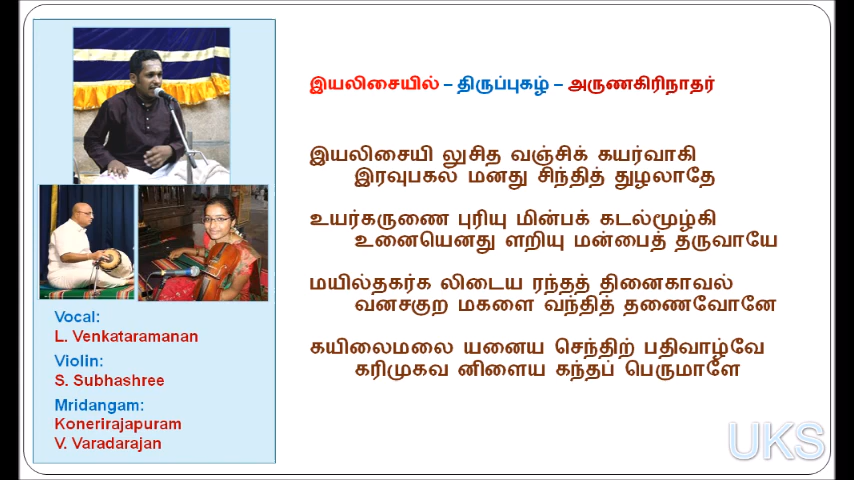 இயலிசையில் – திருப்புகழ் – அருணகிரிநாதர்
இயலிசையி லுசித வஞ்சிக் கயர்வாகி
இரவுபகல் மனது சிந்தித் துழலாதே
உயர்கருணை புரியு மின்பக் கடல்மூழ்கி
உனையெனது ளறியு மன்பைத் தருவாயே
மயில்தகர்க லிடைய ரந்தத் தினைகாவல்
வனசகுற மகளை வந்தித் தணைவோனே
கயிலைமலை யனைய செந்திற் பதிவாழ்வே
கரிமுகவ னிளைய கந்தப் பெருமாளே
Vocal:
L. Venkataramanan
Violin:
S. Subhashree
Mridangam:
Konerirajapuram
V. Varadarajan
UKS